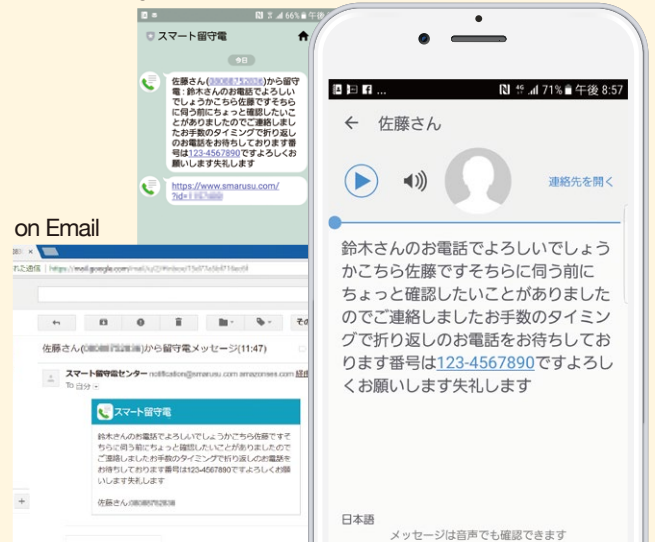 66% 午後
スマート留守電
今日
佐藤さん( )から留守
電：鈴木さんのお電話でよろしい
でしょうかこちら佐藤ですそちら
に伺う前にちょっと確認したいこ
とがありましたのでご連絡しまし
たお手数のタイミングで折り返し
のお電話をお待ちしております番
号は123-4567890ですよろしくお
願いします失礼します
https://www.smarusu.com/
?id=
on Email
佐藤さん( )から留守電メッセージ(11:47)
スマート留守電センター
To 自分
スマート留守電
鈴木さんのお電話でよろしいでしょうかこちら佐藤ですそ
ちらに伺う前にちょっと確認したいことがありましたので
ご連絡しましたお手数のタイミングで折り返しのお電話を
お待ちしております番号は123-4567890ですよろしくお願
いします失礼します
佐藤さん:
... 71% 午後 8:57
佐藤さん
連絡先を開く
鈴木さんのお電話でよろしいでしょう
かこちら佐藤ですそちらに伺う前に
ちょっと確認したいことがありました
のでご連絡しましたお手数のタイミン
グで折り返しのお電話をお待ちしてお
ります番号は123-4567890ですよろし
くお願いします失礼します
日本語
メッセージは音声でも確認できます